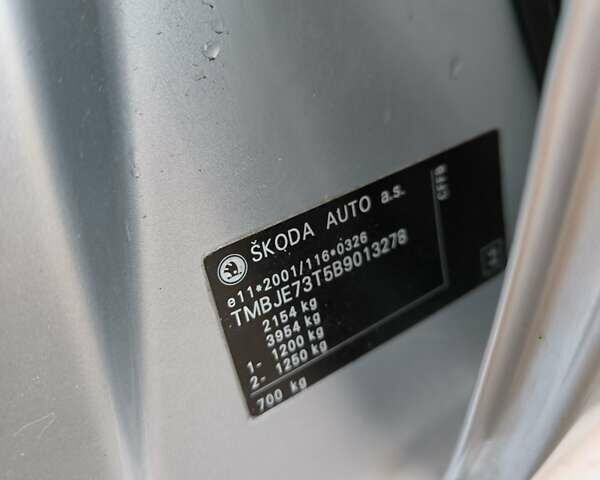 ŠKODA AUTO a.s.
e11*2001/116*0326
TMBJE73T5B9013278
2154 kg
3954 kg
1- 1200 kg
2- 1250 kg
700 kg
CFFB